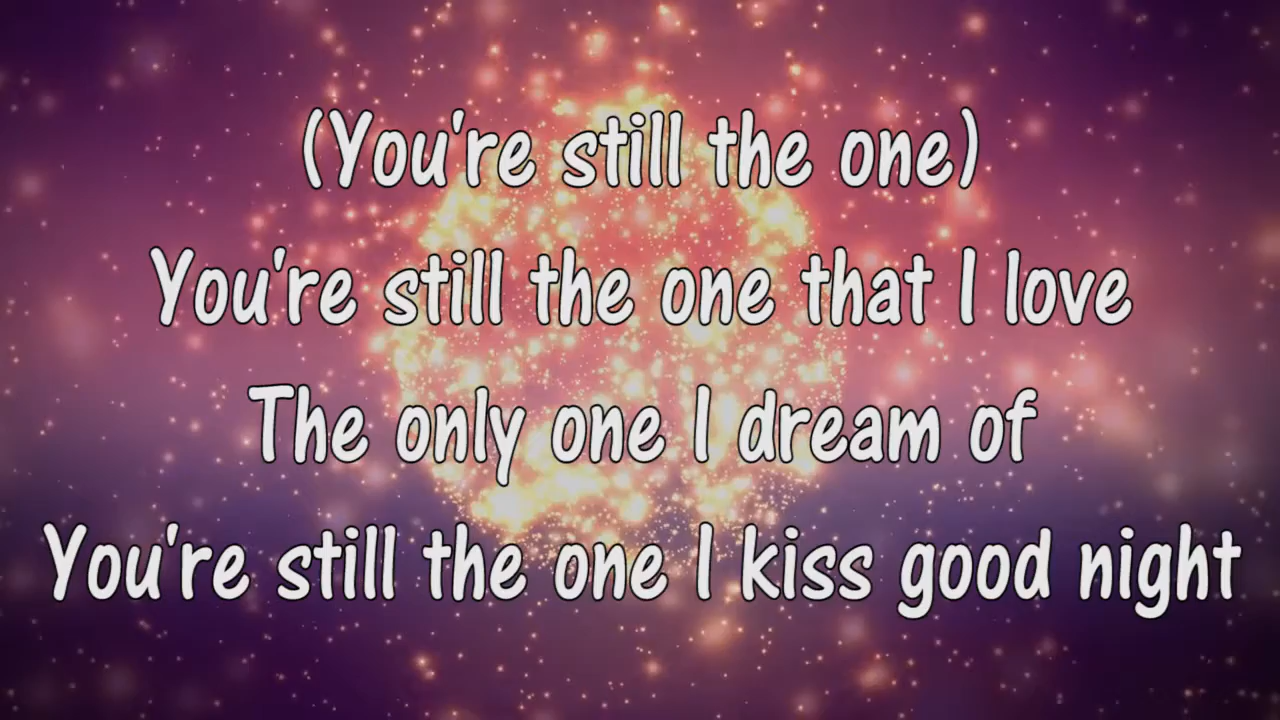 (You're still the one)
You're still the one that I love
The only one I dream of
You're still the one I kiss good night